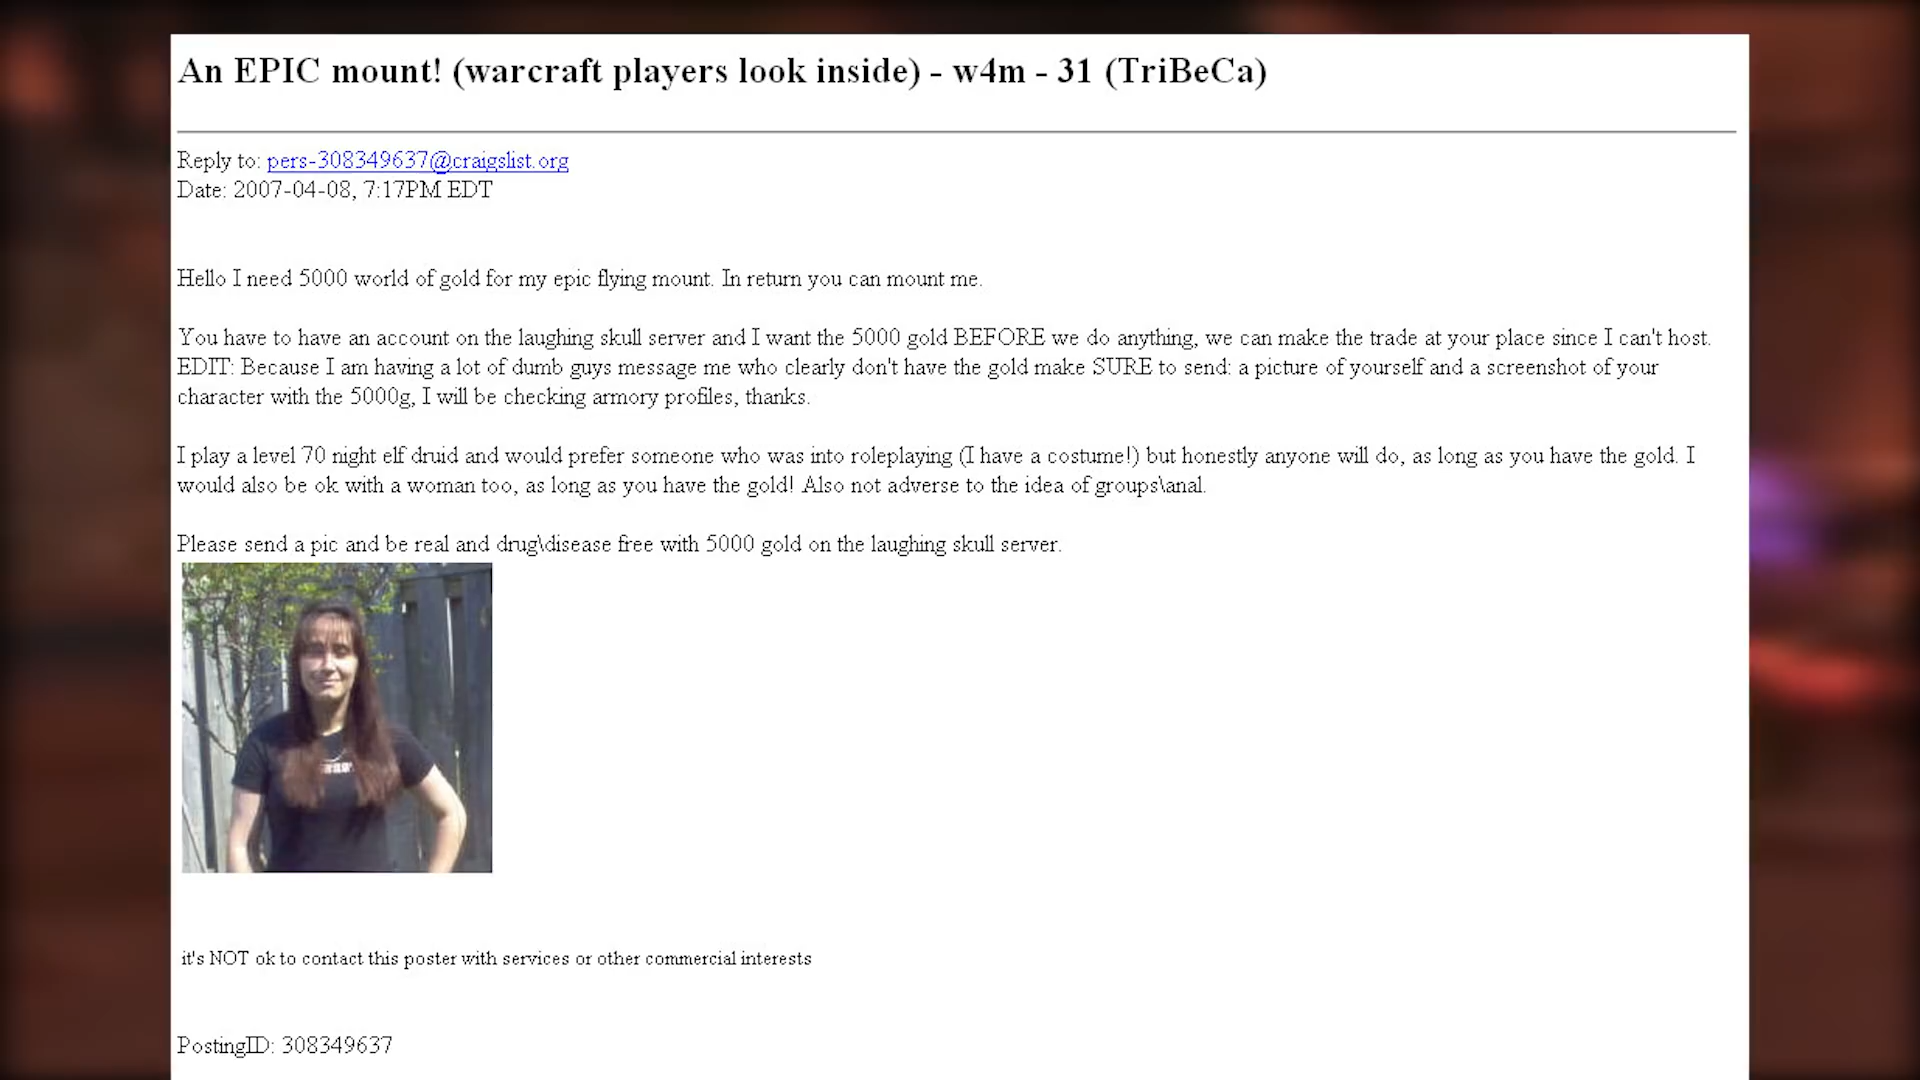 An EPIC mount! (warcraft players look inside) - w4m - 31 (TriBeCa)
Reply to: pers-308349637@craigslist.org
Date: 2007-04-08, 7:17PM EDT
Hello I need 5000 world of gold for my epic flying mount. In return you can mount me.
You have to have an account on the laughing skull server and I want the 5000 gold BEFORE we do anything, we can make the trade at your place since I can't host.
EDIT: Because I am having a lot of dumb guys message me who clearly don't have the gold make SURE to send: a picture of yourself and a screenshot of your
character with the 5000g, I will be checking armory profiles, thanks.
I play a level 70 night elf druid and would prefer someone who was into roleplaying (I have a costume!) but honestly anyone will do, as long as you have the gold. I
would also be ok with a woman too, as long as you have the gold! Also not adverse to the idea of groups\anal.
Please send a pic and be real and drug\disease free with 5000 gold on the laughing skull server.
it's NOT ok to contact this poster with services or other commercial interests
PostingID: 308349637